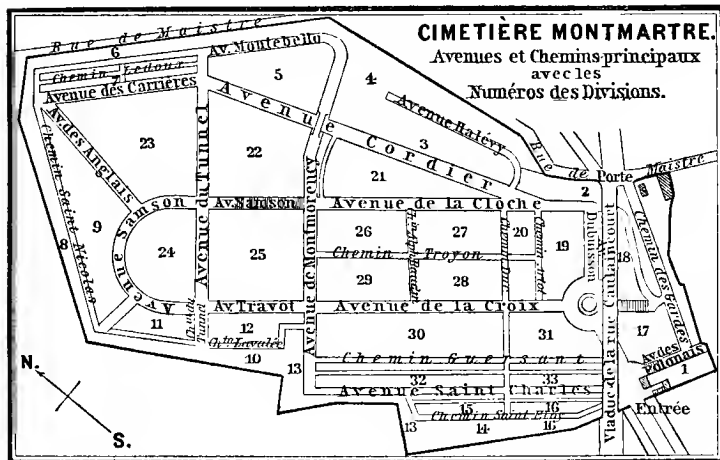 CIMETIÈRE MONTMARTRE.
Avenues et Chemins principaux
avec les
Numéros des Divisions.
Rue de Maistre
6
Av. Montebello
Chemin Ledoux
7
Avenue des Carrières
5
4
Avenue Halévy
3
Avenue Cordier
Rue de Maistre
Porte
23
22
21
2
Av. des Anglais
Chemin Saint Nicolas
Avenue du Tunnel
Avenue de Montmorency
Avenue Samson
Av. Samson
Avenue de la Cloche
9
8
24
25
26
27
20
19
18
Chemin Troyon
29
28
Dubuisson
Viaduc de la rue Caulaincourt
Chemin des Gardes
Av. Travot
Avenue de la Croix
11
Ch. du Tunnel
12
Chin Lavalée
10
30
31
17
Av. des Polonais
1
Chemin Guersant
13
32
33
Avenue Saint Charles
15
16
Chemin Saint Eloy
13
14
16
Entrée
N.
S.